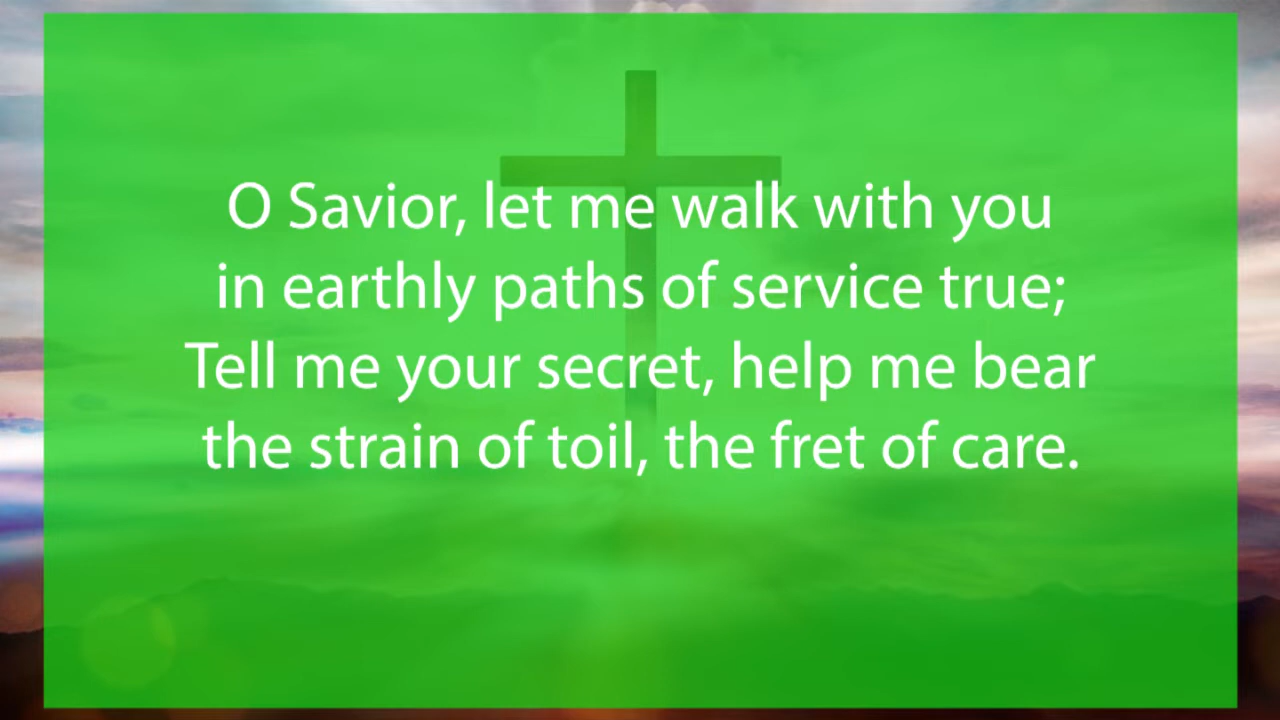 O Savior, let me walk with you
in earthly paths of service true;
Tell me your secret, help me bear
the strain of toil, the fret of care.